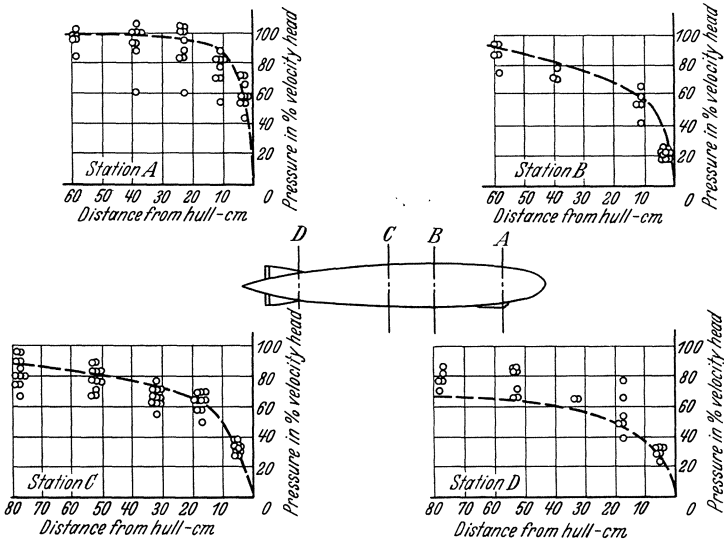 100
80
60
40
20
0
Pressure in % velocity head
Station A
60 50 40 30 20 10
Distance from hull-cm
100
80
60
40
20
0
Pressure in % velocity head
Station B
60 50 40 30 20 10
Distance from hull-cm
D C B A
100
80
60
40
20
0
Pressure in % velocity head
Station C
80 70 60 50 40 30 20 10
Distance from hull-cm
100
80
60
40
20
0
Pressure in % velocity head
Station D
80 70 60 50 40 30 20 10
Distance from hull-cm